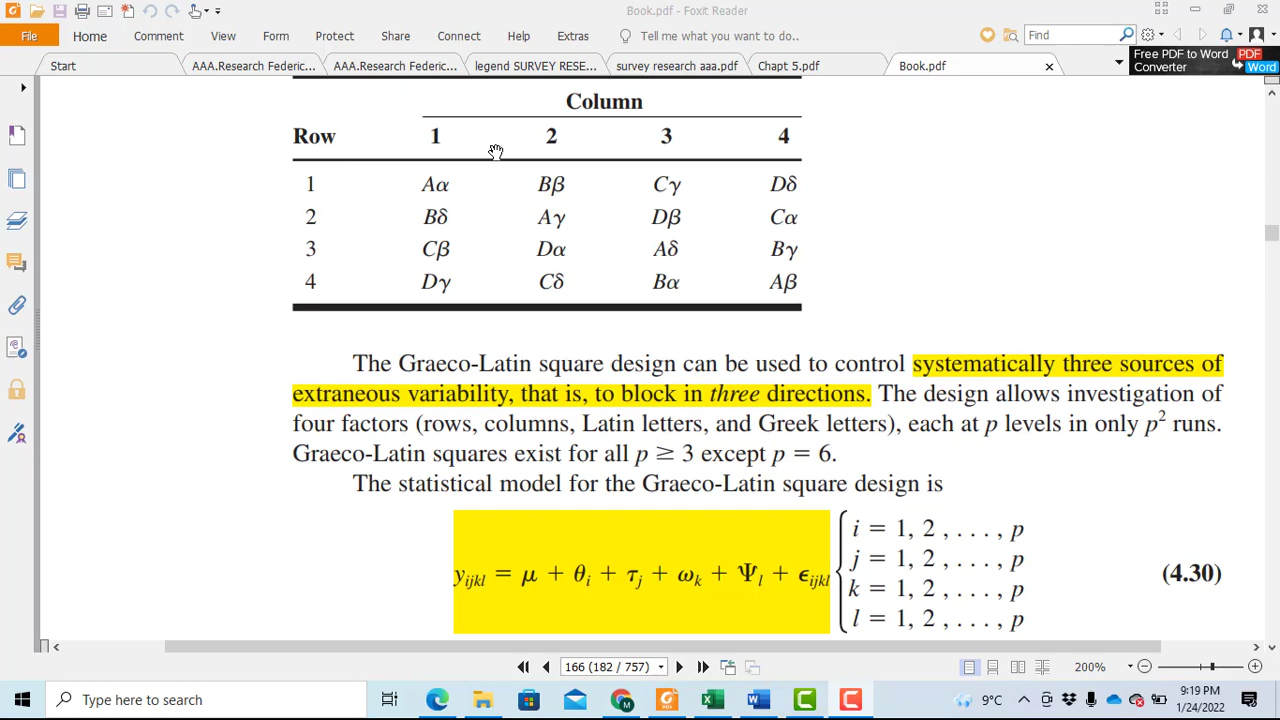 Book.pdf - Foxit Reader
File Home Comment View Form Protect Share Connect Help Extras Tell me what you want to do.. Find
Start AAA.Research Federic... AAA.Research Federic... legend SURVEY RESE... survey research aaa.pdf Chapt 5.pdf Book.pdf
Free PDF to Word Converter
PDF
Word
Column
Row 1 2 3 4
1 Aα Bβ Cγ Dδ
2 Bδ Aγ Dβ Cα
3 Cβ Dα Aδ Bγ
4 Dγ Cδ Bα Aβ
The Graeco-Latin square design can be used to control systematically three sources of
extraneous variability, that is, to block in three directions. The design allows investigation of
four factors (rows, columns, Latin letters, and Greek letters), each at p levels in only p² runs.
Graeco-Latin squares exist for all p ≥ 3 except p = 6.
The statistical model for the Graeco-Latin square design is
i = 1, 2 , . . . , p
j = 1, 2 , . . . , p
y_ijkl = μ + θ_i + τ_j + ω_k + Ψ_l + ϵ_ijkl (4.30)
k = 1, 2 , . . . , p
l = 1, 2 , . . . , p
166 (182 / 757) 200%
Type here to search 9°C 9:19 PM
1/24/2022